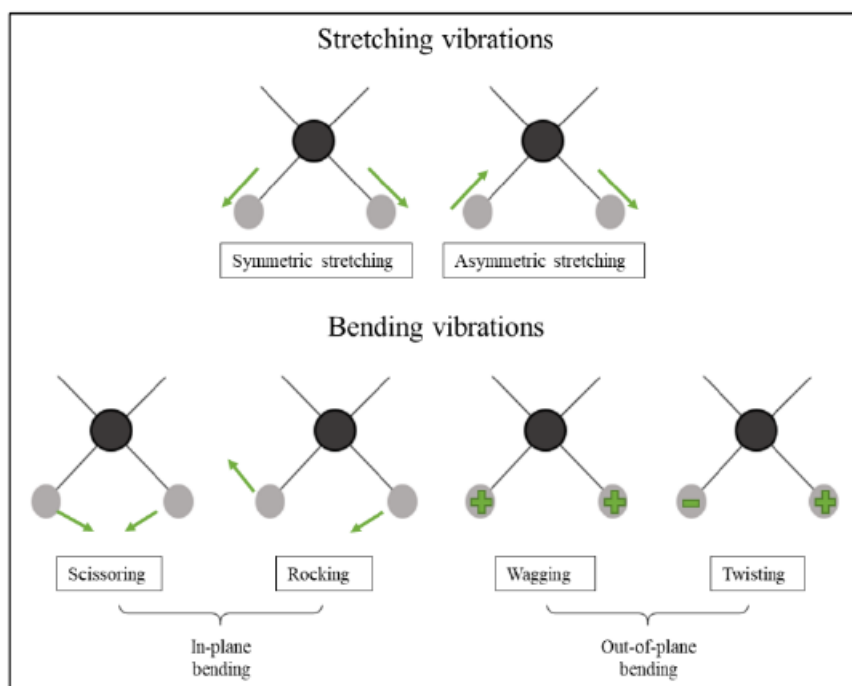 Stretching vibrations
Symmetric stretching
Asymmetric stretching
Bending vibrations
Scissoring
Rocking
Wagging
Twisting
In-plane
bending
Out-of-plane
bending